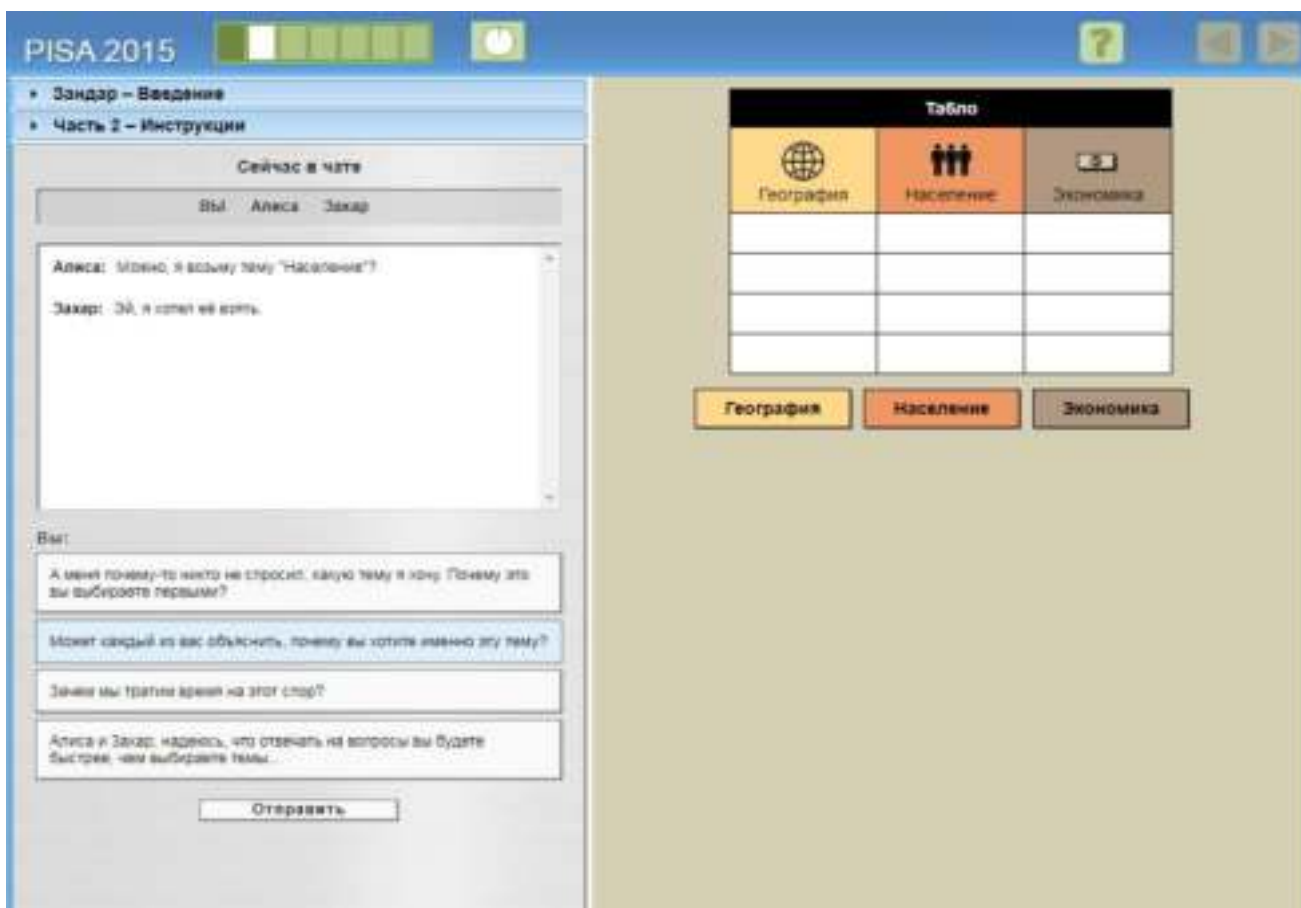 PISA 2015
?
Зандар – Введение
Часть 2 – Инструкции
Сейчас в чате
ВЫ Алиса Захар
Алиса: Можно, я возьму тему "Население"?
Захар: Эй, я хотел её взять.
Вы:
А меня почему-то никто не спросил, какую тему я хочу. Почему это
вы выбираете первыми?
Может каждый из вас объяснить, почему вы хотите именно эту тему?
Зачем мы тратим время на этот спор?
Алиса и Захар, надеюсь, что отвечать на вопросы вы будете
быстрее, чем выбираете темы...
Отправить
Табло
География Население Экономика
География Население Экономика